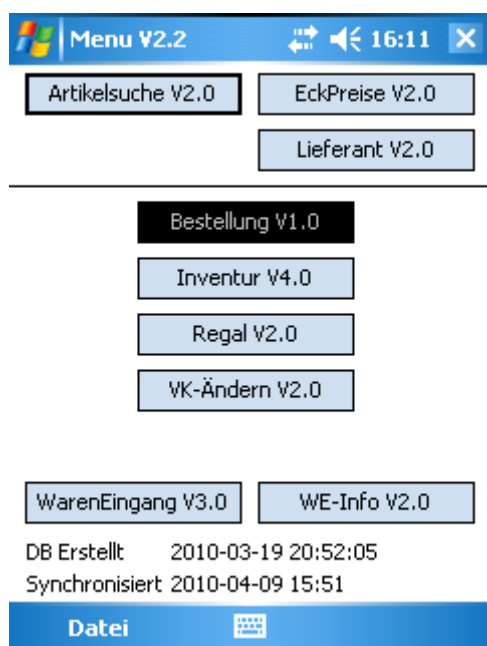 Menu V2.2 16:11
Artikelsuche V2.0 EckPreise V2.0
Lieferant V2.0
Bestellung V1.0
Inventur V4.0
Regal V2.0
VK-Ändern V2.0
WarenEingang V3.0 WE-Info V2.0
DB Erstellt 2010-03-19 20:52:05
Synchronisiert 2010-04-09 15:51
Datei